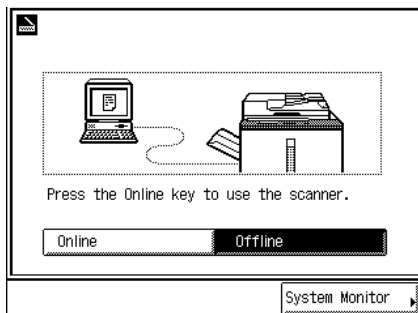 Press the Online key to use the scanner.
Online
Offline
System Monitor